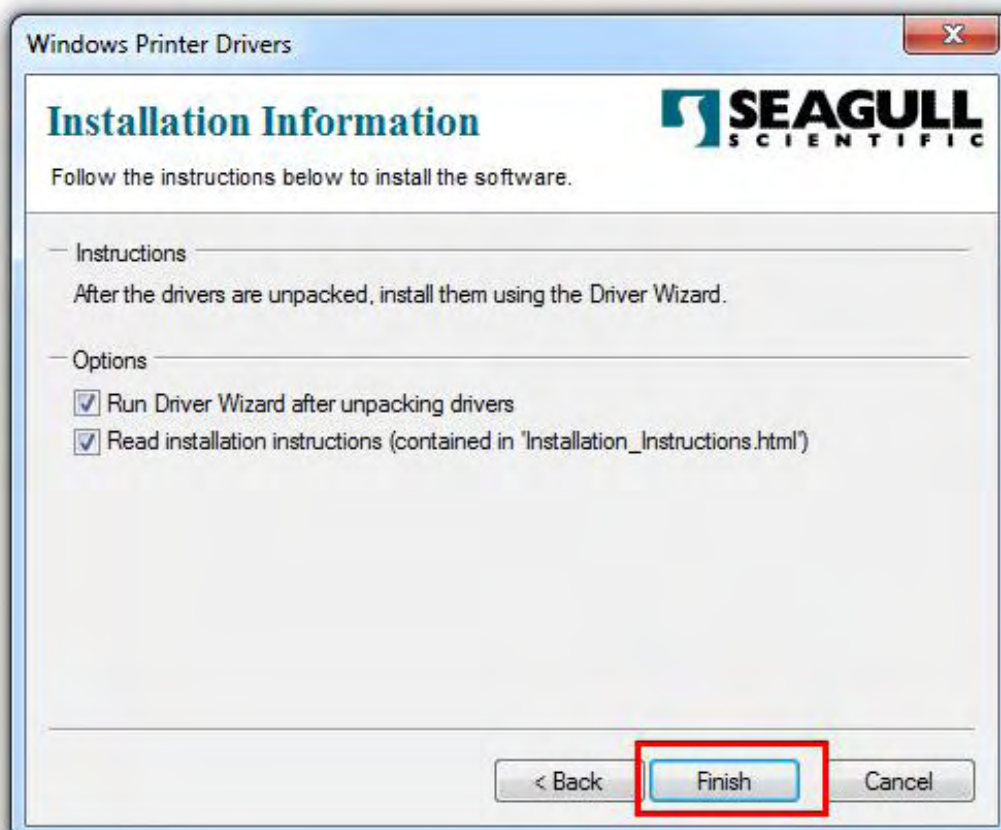 Windows Printer Drivers
Installation Information
SEAGULL
SCIENTIFIC
Follow the instructions below to install the software.
Instructions
After the drivers are unpacked, install them using the Driver Wizard.
Options
Run Driver Wizard after unpacking drivers
Read installation instructions (contained in "Installation_Instructions.html")
< Back
Finish
Cancel